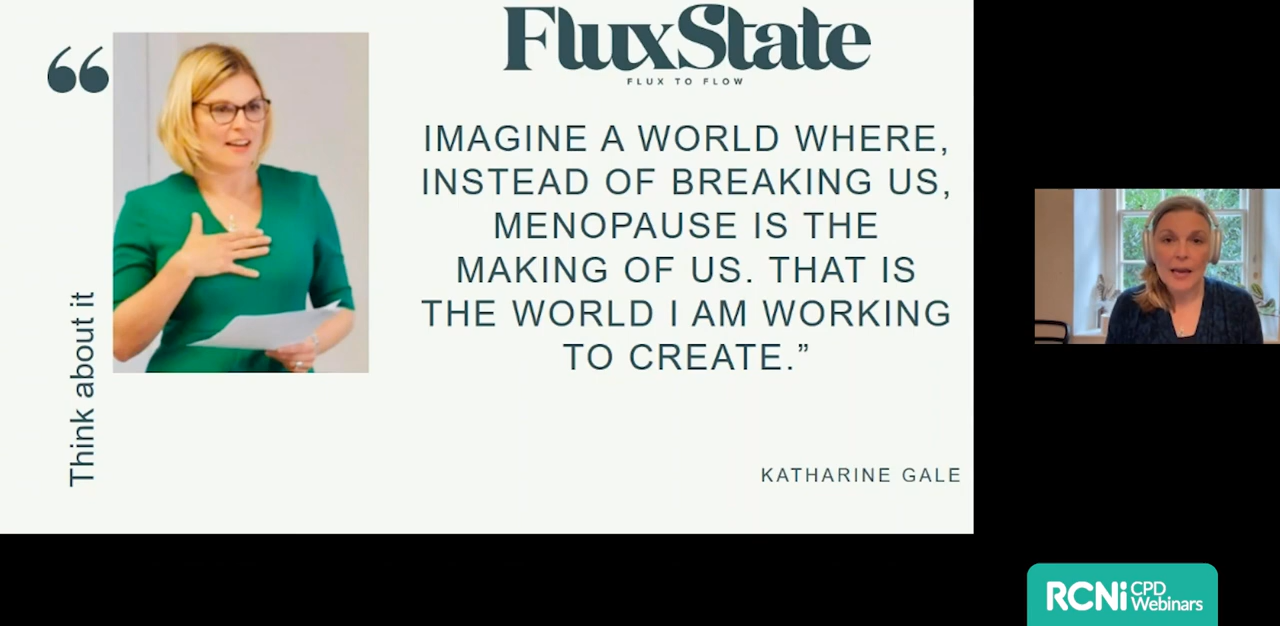 “
FluxState
FLUX TO FLOW
IMAGINE A WORLD WHERE,
INSTEAD OF BREAKING US,
MENOPAUSE IS THE
MAKING OF US. THAT IS
THE WORLD I AM WORKING
TO CREATE.”
Think about it
KATHARINE GALE
RCNi CPD
Webinars